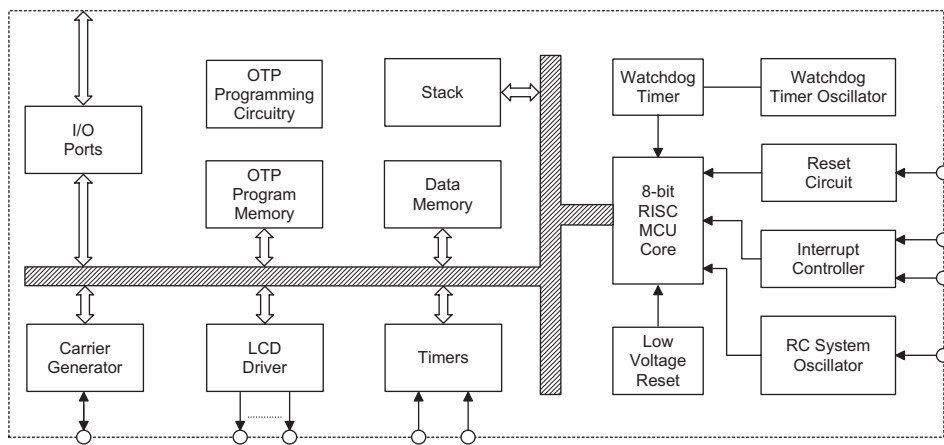 I/O
Ports
OTP
Programming
Circuitry
Stack
Watchdog
Timer
Watchdog
Timer Oscillator
OTP
Program
Memory
Data
Memory
8-bit
RISC
MCU
Core
Reset
Circuit
Interrupt
Controller
Carrier
Generator
LCD
Driver
Timers
Low
Voltage
Reset
RC System
Oscillator